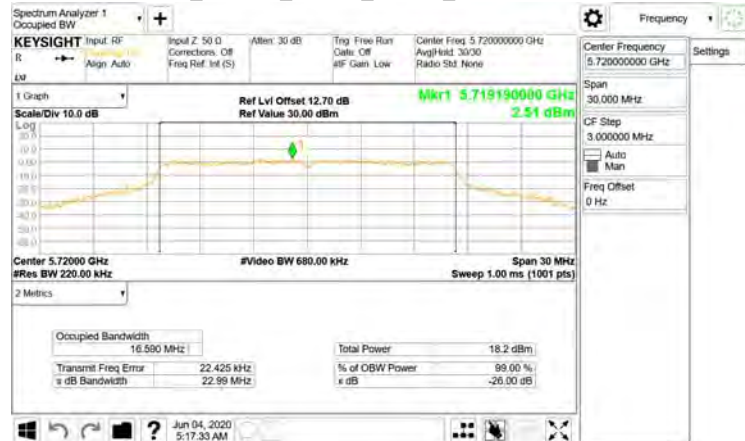 Spectrum Analyzer 1
Occupied BW
Frequency
KEYSIGHT
R
Input: RF
Align: Auto
Input Z: 50 Ω
Corrections: Off
Freq Ref: Int (S)
Atten: 30 dB
Trig: Free Run
Gate: Off
#IF Gain: Low
Center Freq: 5.720000000 GHz
Avg|Hold: 30/30
Radio Std: None
Center Frequency
5.720000000 GHz
Settings
Span
30.000 MHz
CF Step
3.000000 MHz
Auto
Man
Freq Offset
0 Hz
1 Graph
Scale/Div 10.0 dB
Ref Lvl Offset 12.70 dB
Ref Value 30.00 dBm
Mkr1 5.719190000 GHz
2.51 dBm
Log
1
Center 5.72000 GHz
#Res BW 220.00 kHz
#Video BW 680.00 kHz
Span 30 MHz
Sweep 1.00 ms (1001 pts)
2 Metrics
Occupied Bandwidth
16.590 MHz
Transmit Freq Error 22.425 kHz
x dB Bandwidth 22.99 MHz
Total Power 18.2 dBm
% of OBW Power 99.00 %
x dB -26.00 dB
?
Jun 04, 2020
5:17:33 AM